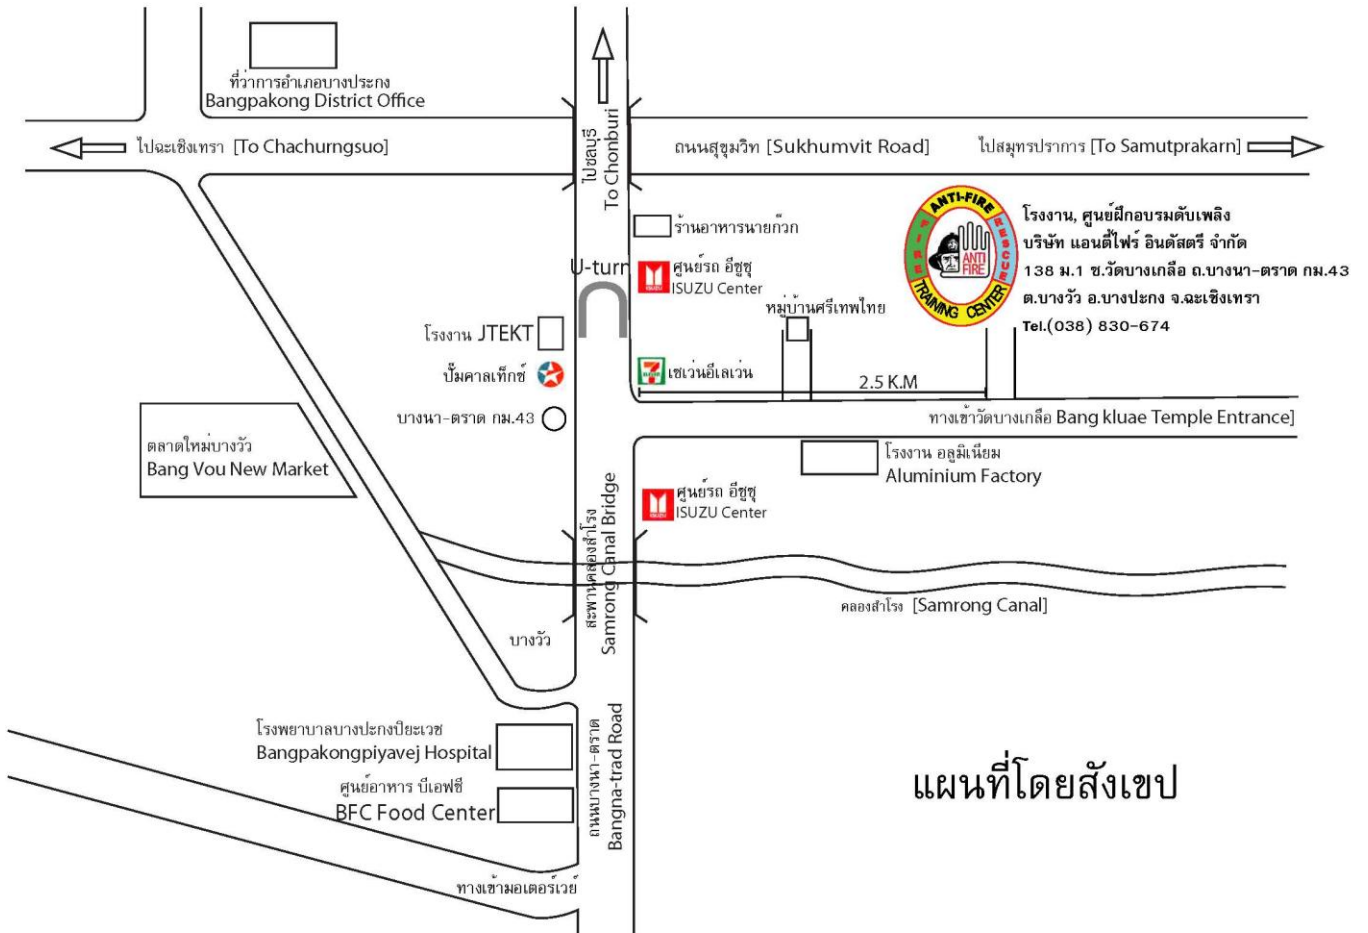 ที่ว่าการอำเภอบางประกง
Bangpakong District Office
ไปฉะเชิงเทรา [To Chachurngsuo]
ไปชลบุรี
To Chonburi
ถนนสุขุมวิท [Sukhumvit Road]
ไปสมุทรปราการ [To Samutprakarn]
ร้านอาหารนายก๊วก
ANTI-FIRE
FIRE
RESCUE
ANTI
FIRE
TRAINING CENTER
โรงงาน, ศูนย์ฝึกอบรมดับเพลิง
บริษัท แอนตี้ไฟร์ อินดัสตรี จำกัด
138 ม.1 ซ.วัดบางเกลือ ถ.บางนา-ตราด กม.43
ต.บางวัว อ.บางปะกง จ.ฉะเชิงเทรา
Tel.(038) 830-674
U-turn
ISUZU
ศูนย์รถ อีซูซุ
ISUZU Center
หมู่บ้านศรีเทพไทย
โรงงาน JTEKT
ปั๊มคาลเท็กซ์
7 ELEVEN
เซเว่นอีเลเว่น
2.5 K.M
บางนา-ตราด กม.43
ทางเข้าวัดบางเกลือ Bang kluae Temple Entrance]
ตลาดใหม่บางวัว
Bang Vou New Market
โรงงาน อลูมิเนียม
Aluminium Factory
ISUZU
ศูนย์รถ อีซูซุ
ISUZU Center
สะพานคลองสำโรง
Samrong Canal Bridge
คลองสำโรง [Samrong Canal]
บางวัว
โรงพยาบาลบางปะกงปิยะเวช
Bangpakongpiyavej Hospital
ถนนบางนา-ตราด
Bangna-trad Road
ศูนย์อาหาร บีเอฟซี
BFC Food Center
แผนที่โดยสังเขป
ทางเข้ามอเตอร์เวย์